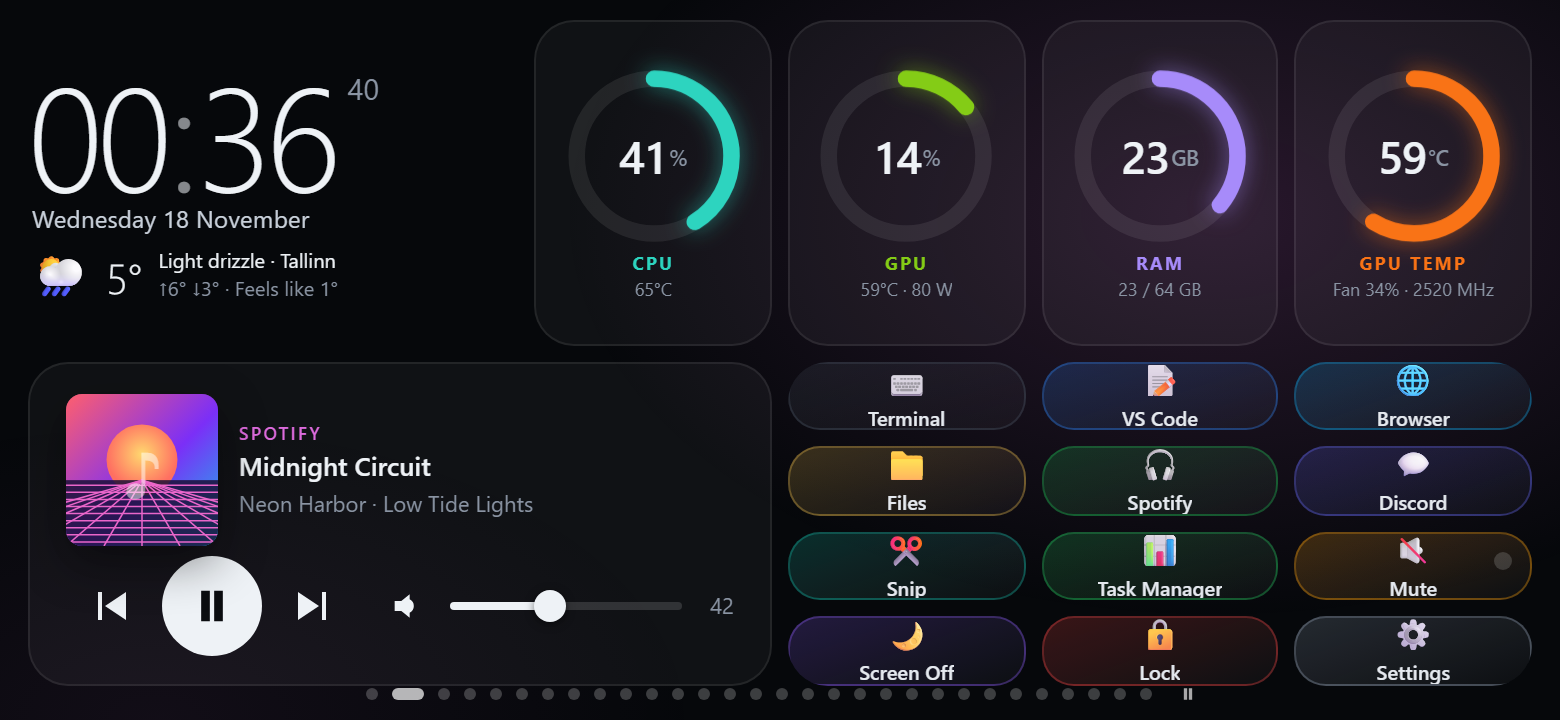 00:36 40
Wednesday 18 November
5° Light drizzle · Tallinn
↑6° ↓3° · Feels like 1°
41%
CPU
65°C
14%
GPU
59°C · 80 W
23GB
RAM
23 / 64 GB
59°C
GPU TEMP
Fan 34% · 2520 MHz
SPOTIFY
Midnight Circuit
Neon Harbor · Low Tide Lights
42
Terminal
VS Code
Browser
Files
Spotify
Discord
Snip
Task Manager
Mute
Screen Off
Lock
Settings